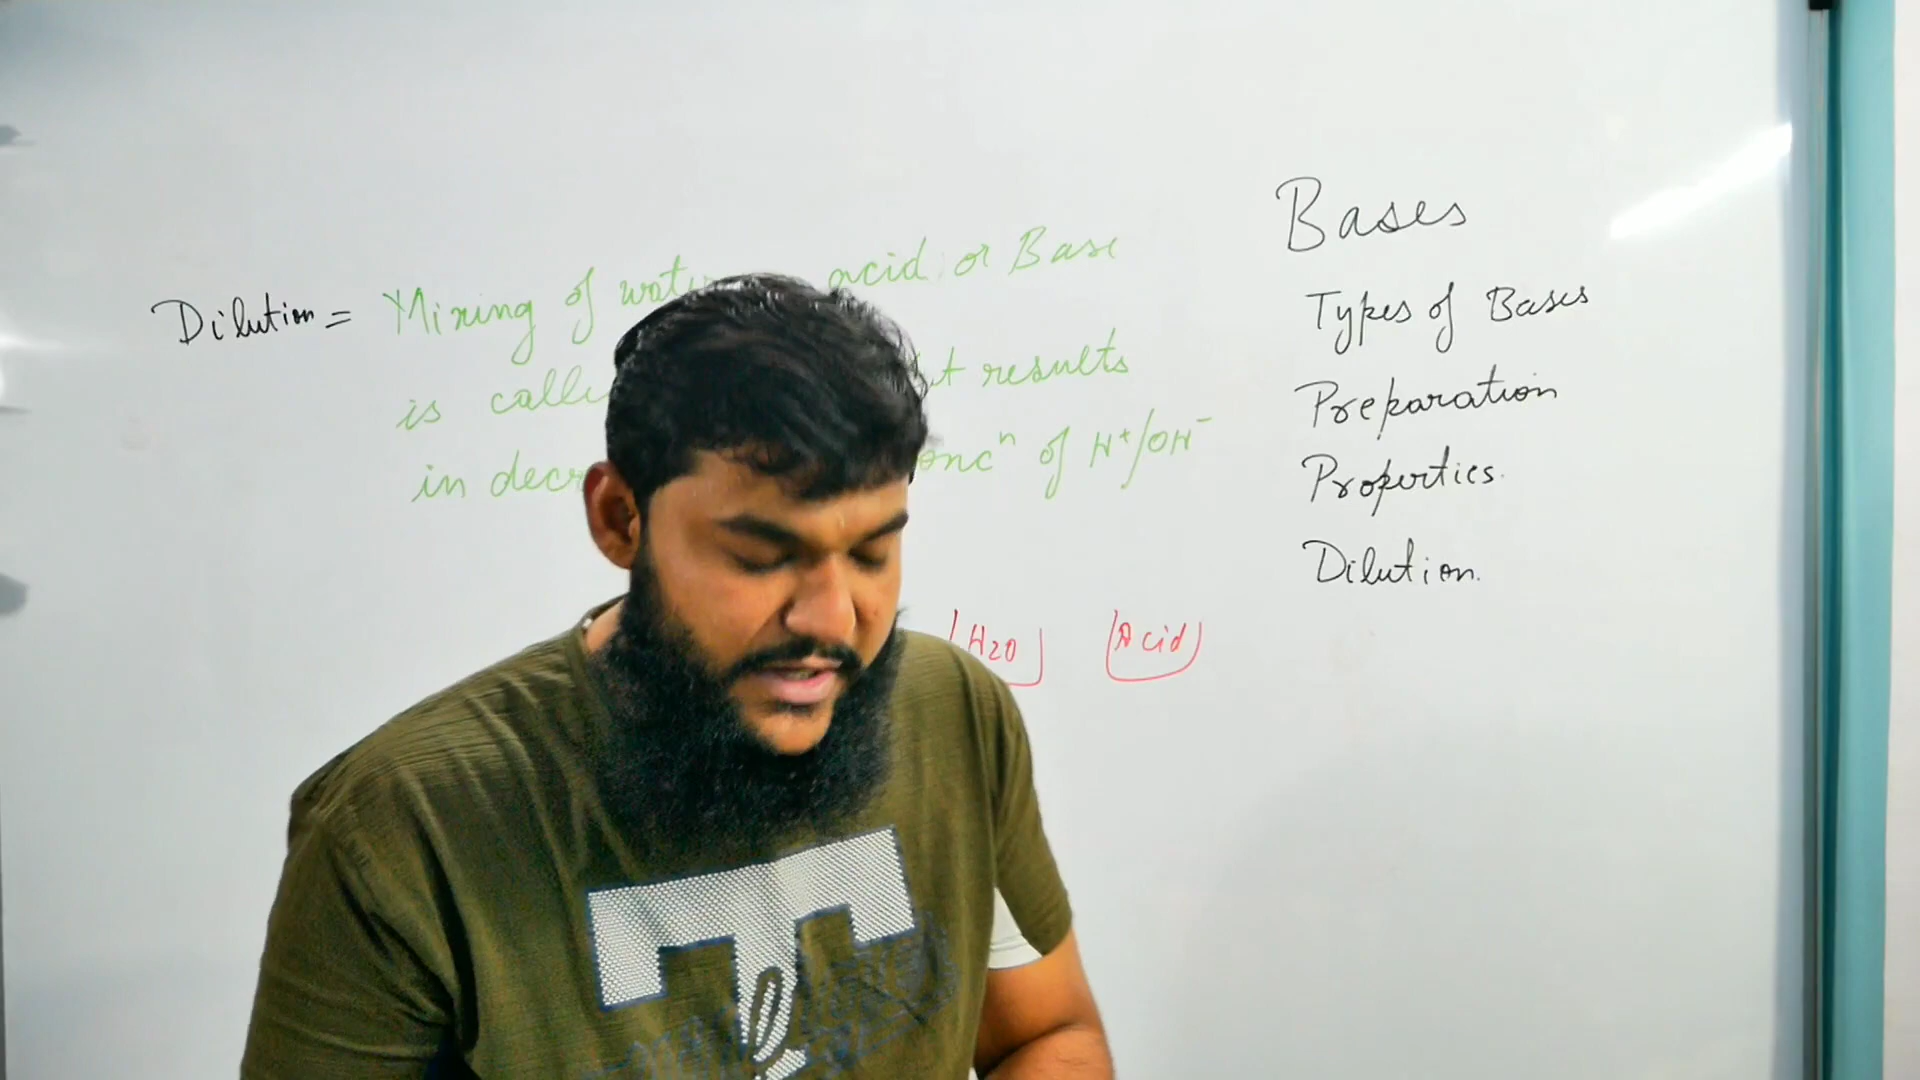 Dilution = Mixing of wat acid or Base
is calle t results
in decr onc^n of H+/OH-
H2O Acid
Bases
Types of Bases
Preparation
Properties.
Dilution.
T